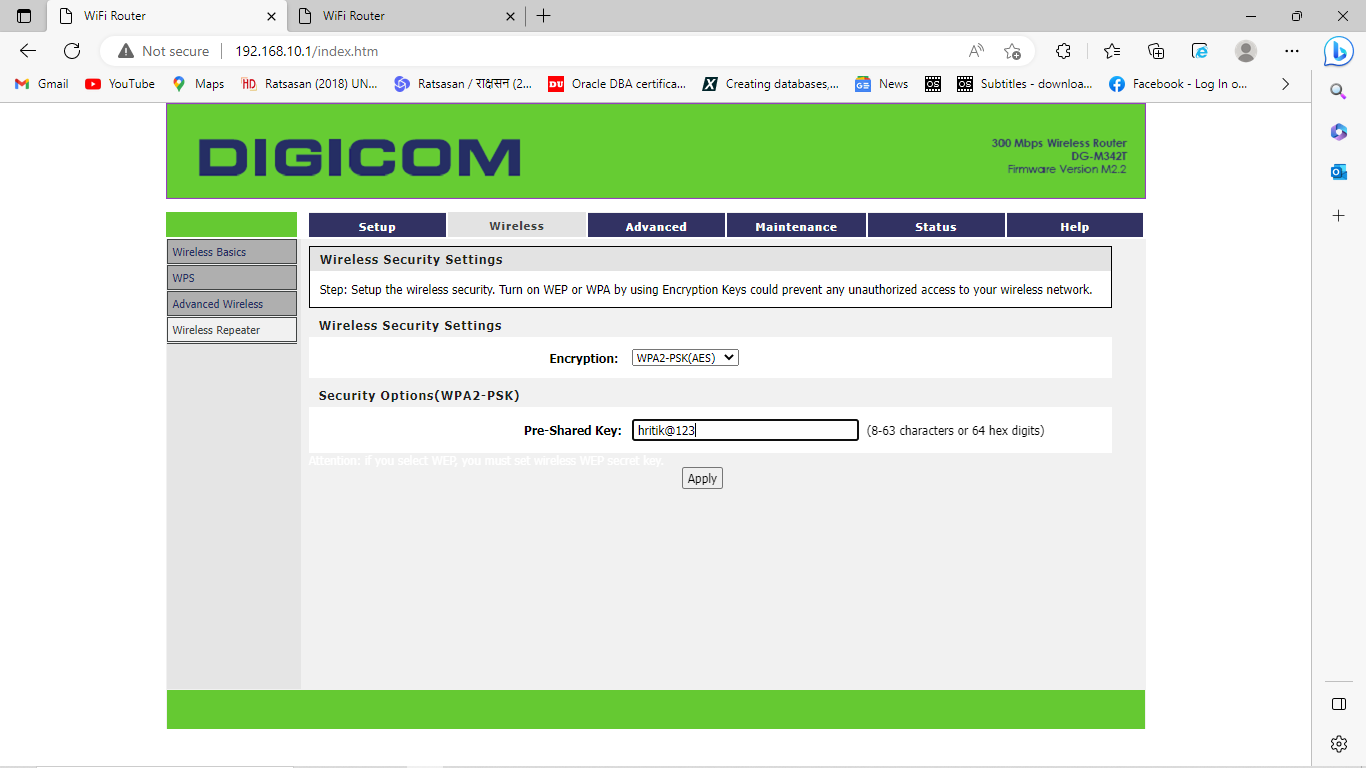 WiFi Router
WiFi Router
Not secure 192.168.10.1/index.htm
Gmail YouTube Maps HD Ratsasan (2018) UN... Ratsasan / राक्षसन (2... DU Oracle DBA certifica... Creating databases,... GE News OS OS Subtitles - downloa... Facebook - Log In o...
DIGICOM
300 Mbps Wireless Router
DG-M342T
Firmware Version M2.2
Setup Wireless Advanced Maintenance Status Help
Wireless Basics
WPS
Advanced Wireless
Wireless Repeater
Wireless Security Settings
Step: Setup the wireless security. Turn on WEP or WPA by using Encryption Keys could prevent any unauthorized access to your wireless network.
Wireless Security Settings
Encryption: WPA2-PSK(AES)
Security Options(WPA2-PSK)
Pre-Shared Key: hritik@123 (8-63 characters or 64 hex digits)
Attention: if you select WEP, you must set wireless WEP secret key.
Apply